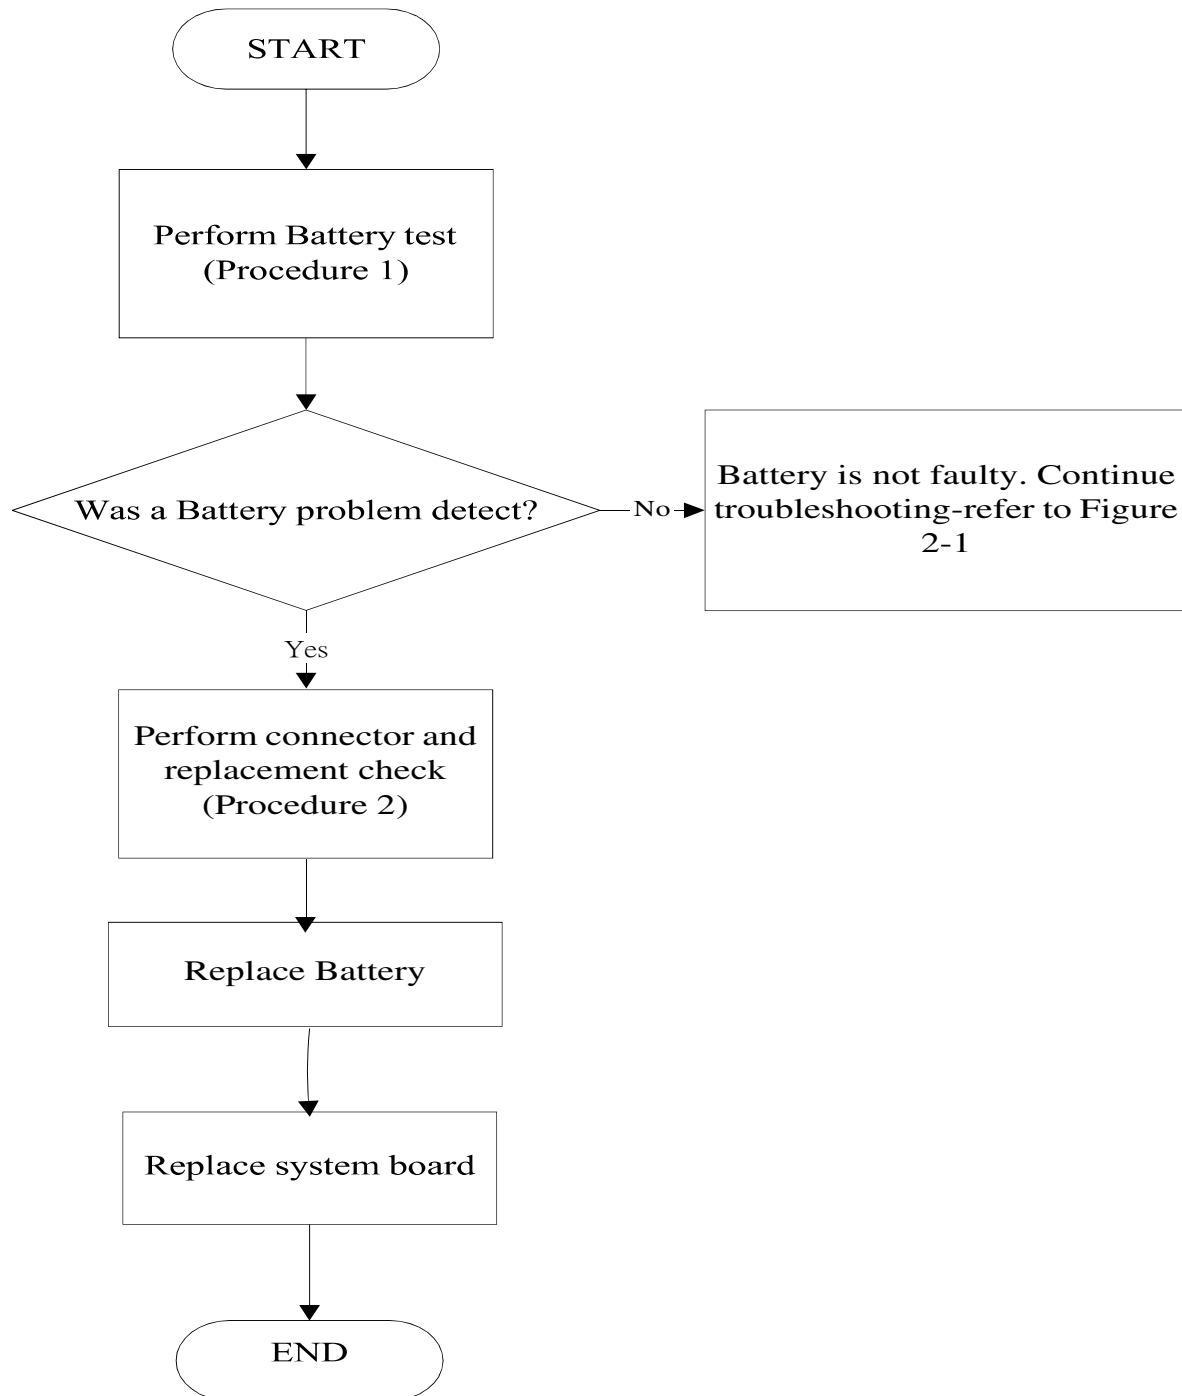 START
Perform Battery test
(Procedure 1)
Was a Battery problem detect?
No
Battery is not faulty. Continue
troubleshooting-refer to Figure
2-1
Yes
Perform connector and
replacement check
(Procedure 2)
Replace Battery
Replace system board
END